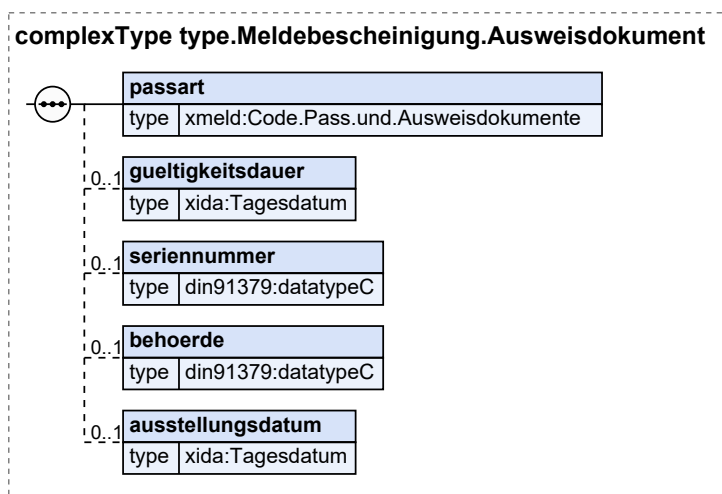 complexType type.Meldebescheinigung.Ausweisdokument
passart
type xmeld:Code.Pass.und.Ausweisdokumente
0..1 gueltigkeitsdauer
type xida:Tagesdatum
0..1 seriennummer
type din91379:datatypeC
0..1 behoerde
type din91379:datatypeC
0..1 ausstellungsdatum
type xida:Tagesdatum